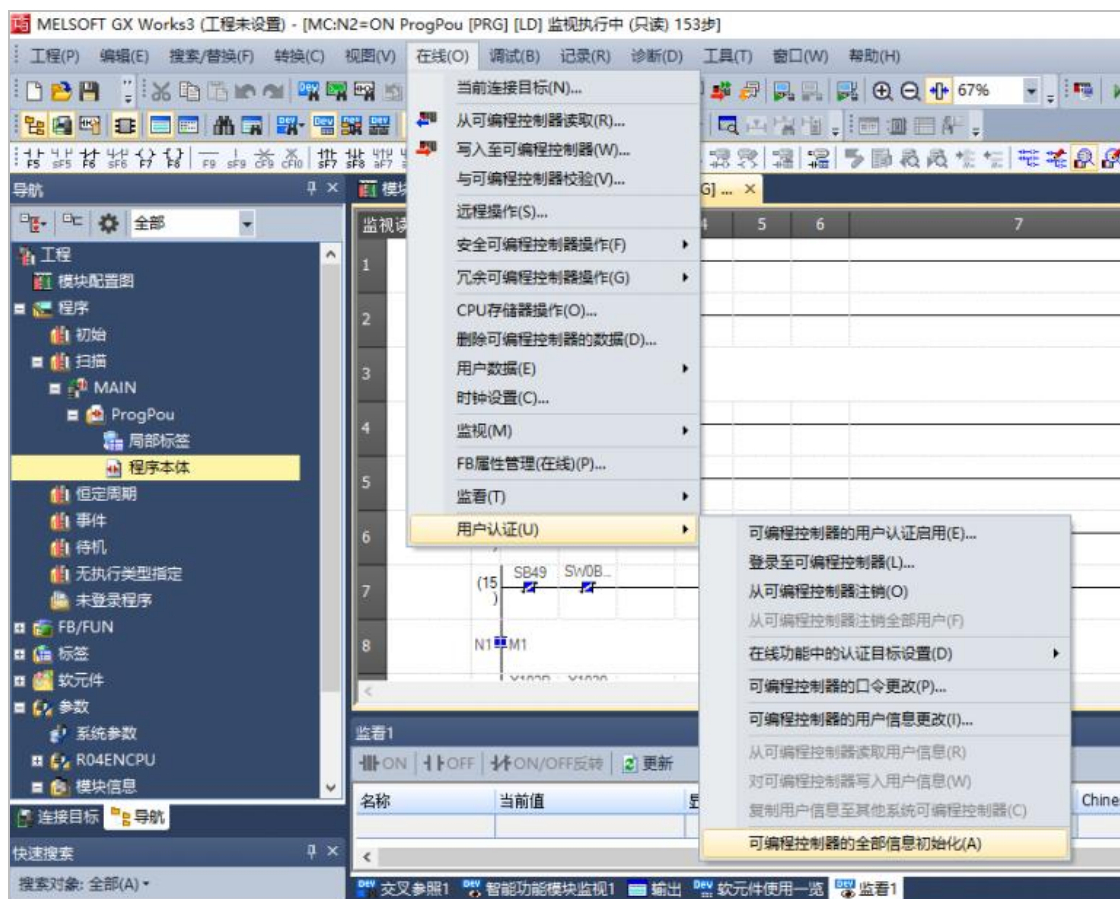 MELSOFT GX Works3 (工程未设置) - [MC:N2=ON ProgPou [PRG] [LD] 监视执行中 (只读) 153步]
工程(P) 编辑(E) 搜索/替换(F) 转换(C) 视图(V) 在线(O) 调试(B) 记录(R) 诊断(D) 工具(T) 窗口(W) 帮助(H)
67%
F5 sF5 F6 sF6 F7 F8 F9 sF9 cF9 cF10 sF7 sF8 aF7
导航
全部
工程
模块配置图
程序
初始
扫描
MAIN
ProgPou
局部标签
程序本体
恒定周期
事件
待机
无执行类型指定
未登录程序
FB/FUN
标签
软元件
参数
系统参数
R04ENCPU
模块信息
连接目标 导航
快速搜索
搜索对象: 全部(A)
当前连接目标(N)...
从可编程控制器读取(R)...
写入至可编程控制器(W)...
与可编程控制器校验(V)...
远程操作(S)...
安全可编程控制器操作(F)
冗余可编程控制器操作(G)
CPU存储器操作(O)...
删除可编程控制器的数据(D)...
用户数据(E)
时钟设置(C)...
监视(M)
FB属性管理(在线)(P)...
监看(T)
用户认证(U)
G] ...
监视读
4 5 6 7
1
2
3
4
5
6
7
(15
)
SB49 SW0B...
8
N1 M1
可编程控制器的用户认证启用(E)...
登录至可编程控制器(L)...
从可编程控制器注销(O)
从可编程控制器注销全部用户(F)
在线功能中的认证目标设置(D)
可编程控制器的口令更改(P)...
可编程控制器的用户信息更改(I)...
从可编程控制器读取用户信息(R)
对可编程控制器写入用户信息(W)
复制用户信息至其他系统可编程控制器(C)
可编程控制器的全部信息初始化(A)
监看1
ON OFF ON/OFF反转 更新
名称 当前值 Chine
交叉参照1 智能功能模块监视1 输出 软元件使用一览 监看1